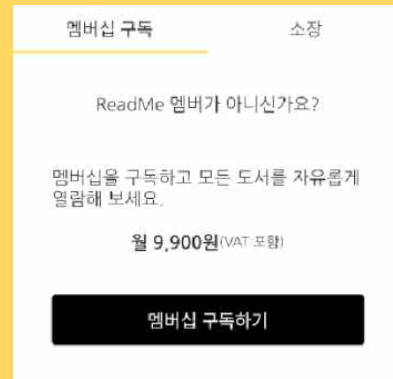 멤버십 구독
소장
ReadMe 멤버가 아니신가요?
멤버십을 구독하고 모든 도서를 자유롭게
열람해 보세요.
월 9,900원(VAT 포함)
멤버십 구독하기